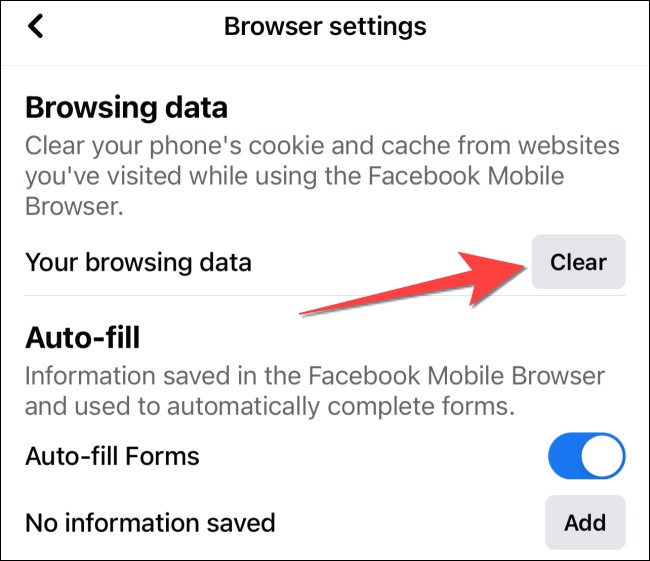 Browser settings
Browsing data
Clear your phone's cookie and cache from websites
you've visited while using the Facebook Mobile
Browser.
Your browsing data
Clear
Auto-fill
Information saved in the Facebook Mobile Browser
and used to automatically complete forms.
Auto-fill Forms
No information saved
Add